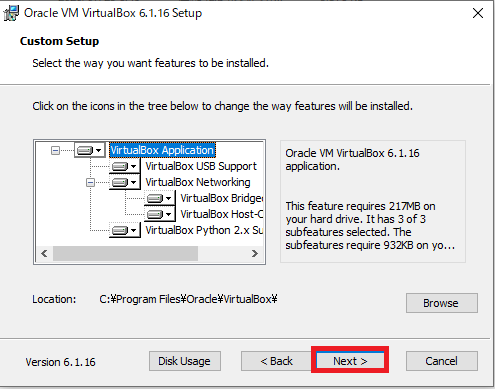 Oracle VM VirtualBox 6.1.16 Setup
Custom Setup
Select the way you want features to be installed.
Click on the icons in the tree below to change the way features will be installed.
VirtualBox Application
VirtualBox USB Support
VirtualBox Networking
VirtualBox Bridged
VirtualBox Host-O
VirtualBox Python 2.x Su
Oracle VM VirtualBox 6.1.16
application.
This feature requires 217MB on
your hard drive. It has 3 of 3
subfeatures selected. The
subfeatures require 932KB on yo...
Location: C:¥Program Files¥Oracle¥VirtualBox¥
Browse
Version 6.1.16
Disk Usage
< Back
Next >
Cancel